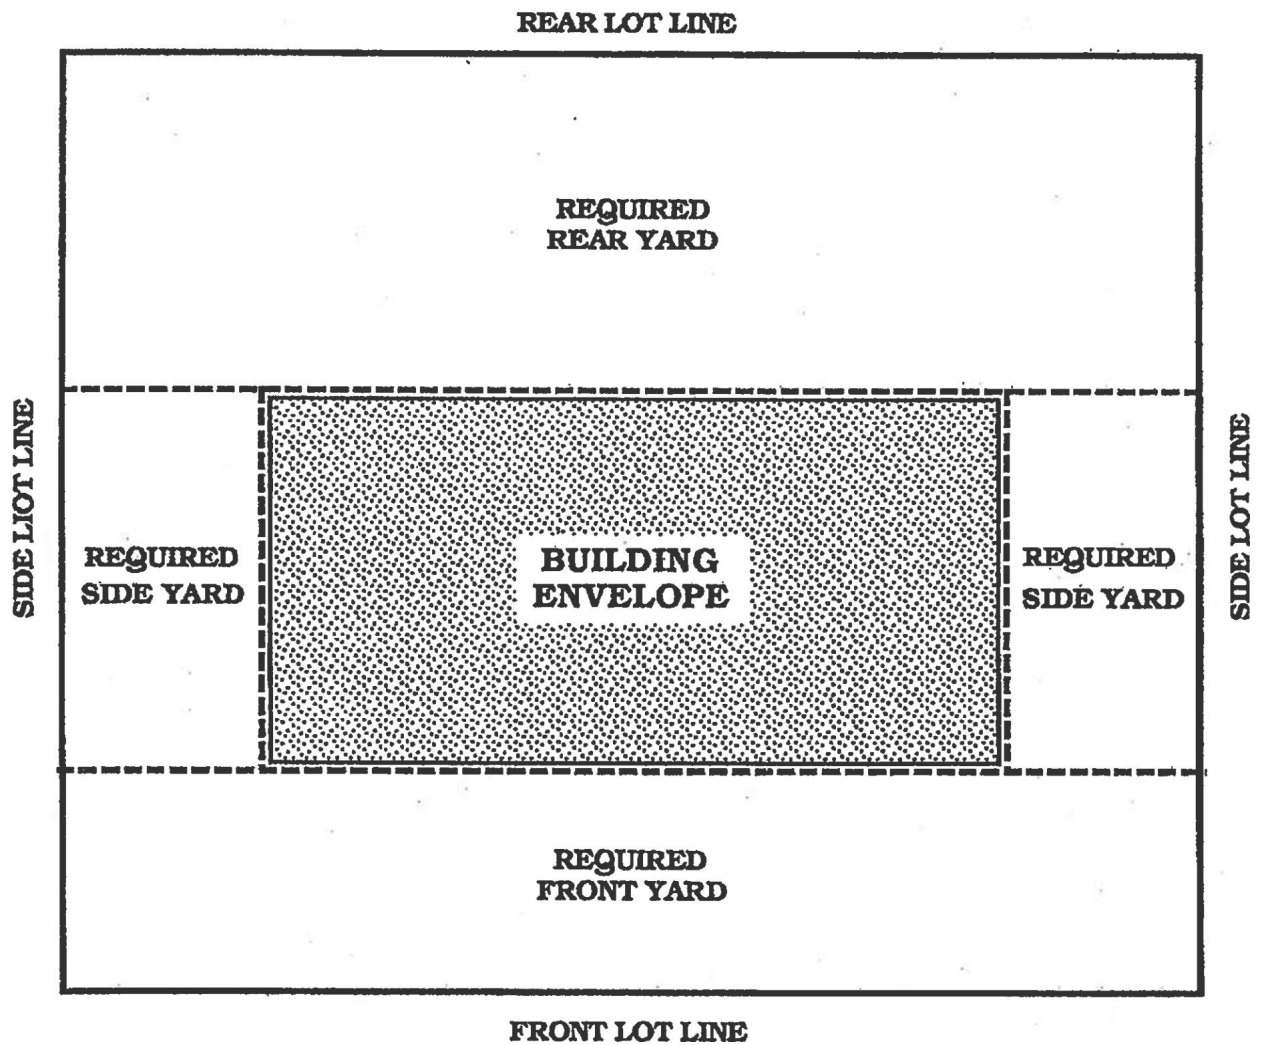 REAR LOT LINE
REQUIRED
REAR YARD
SIDE LIOT LINE
REQUIRED
SIDE YARD
BUILDING
ENVELOPE
REQUIRED
SIDE YARD
SIDE LOT LINE
REQUIRED
FRONT YARD
FRONT LOT LINE